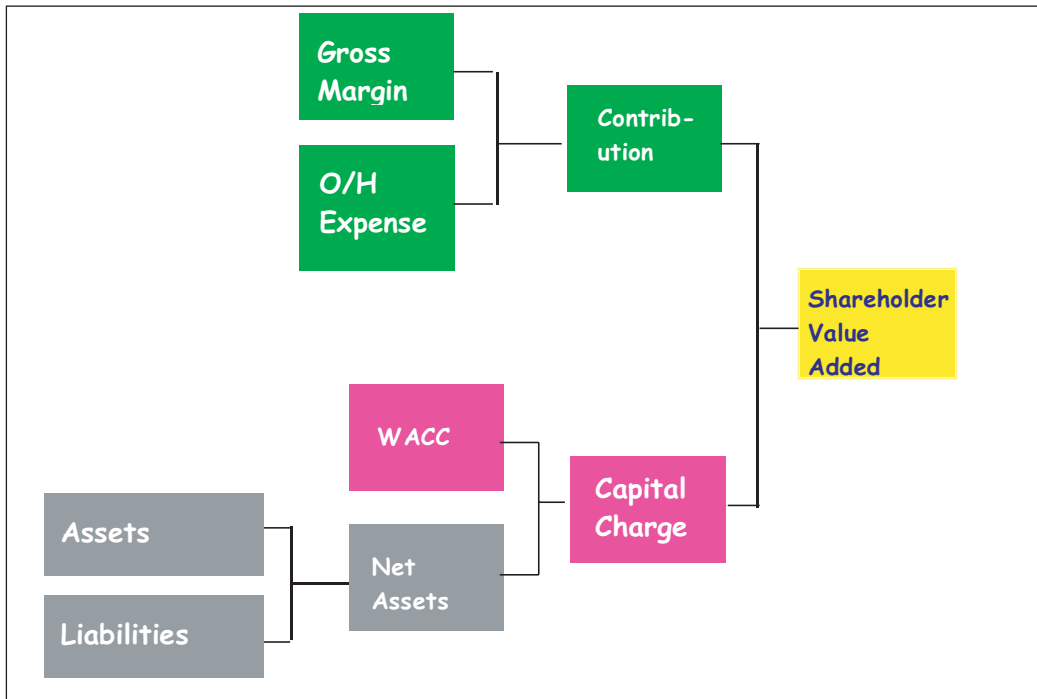 Gross
Margin
Contrib-
ution
O/H
Expense
Shareholder
Value
Added
WACC
Capital
Charge
Assets
Net
Assets
Liabilities